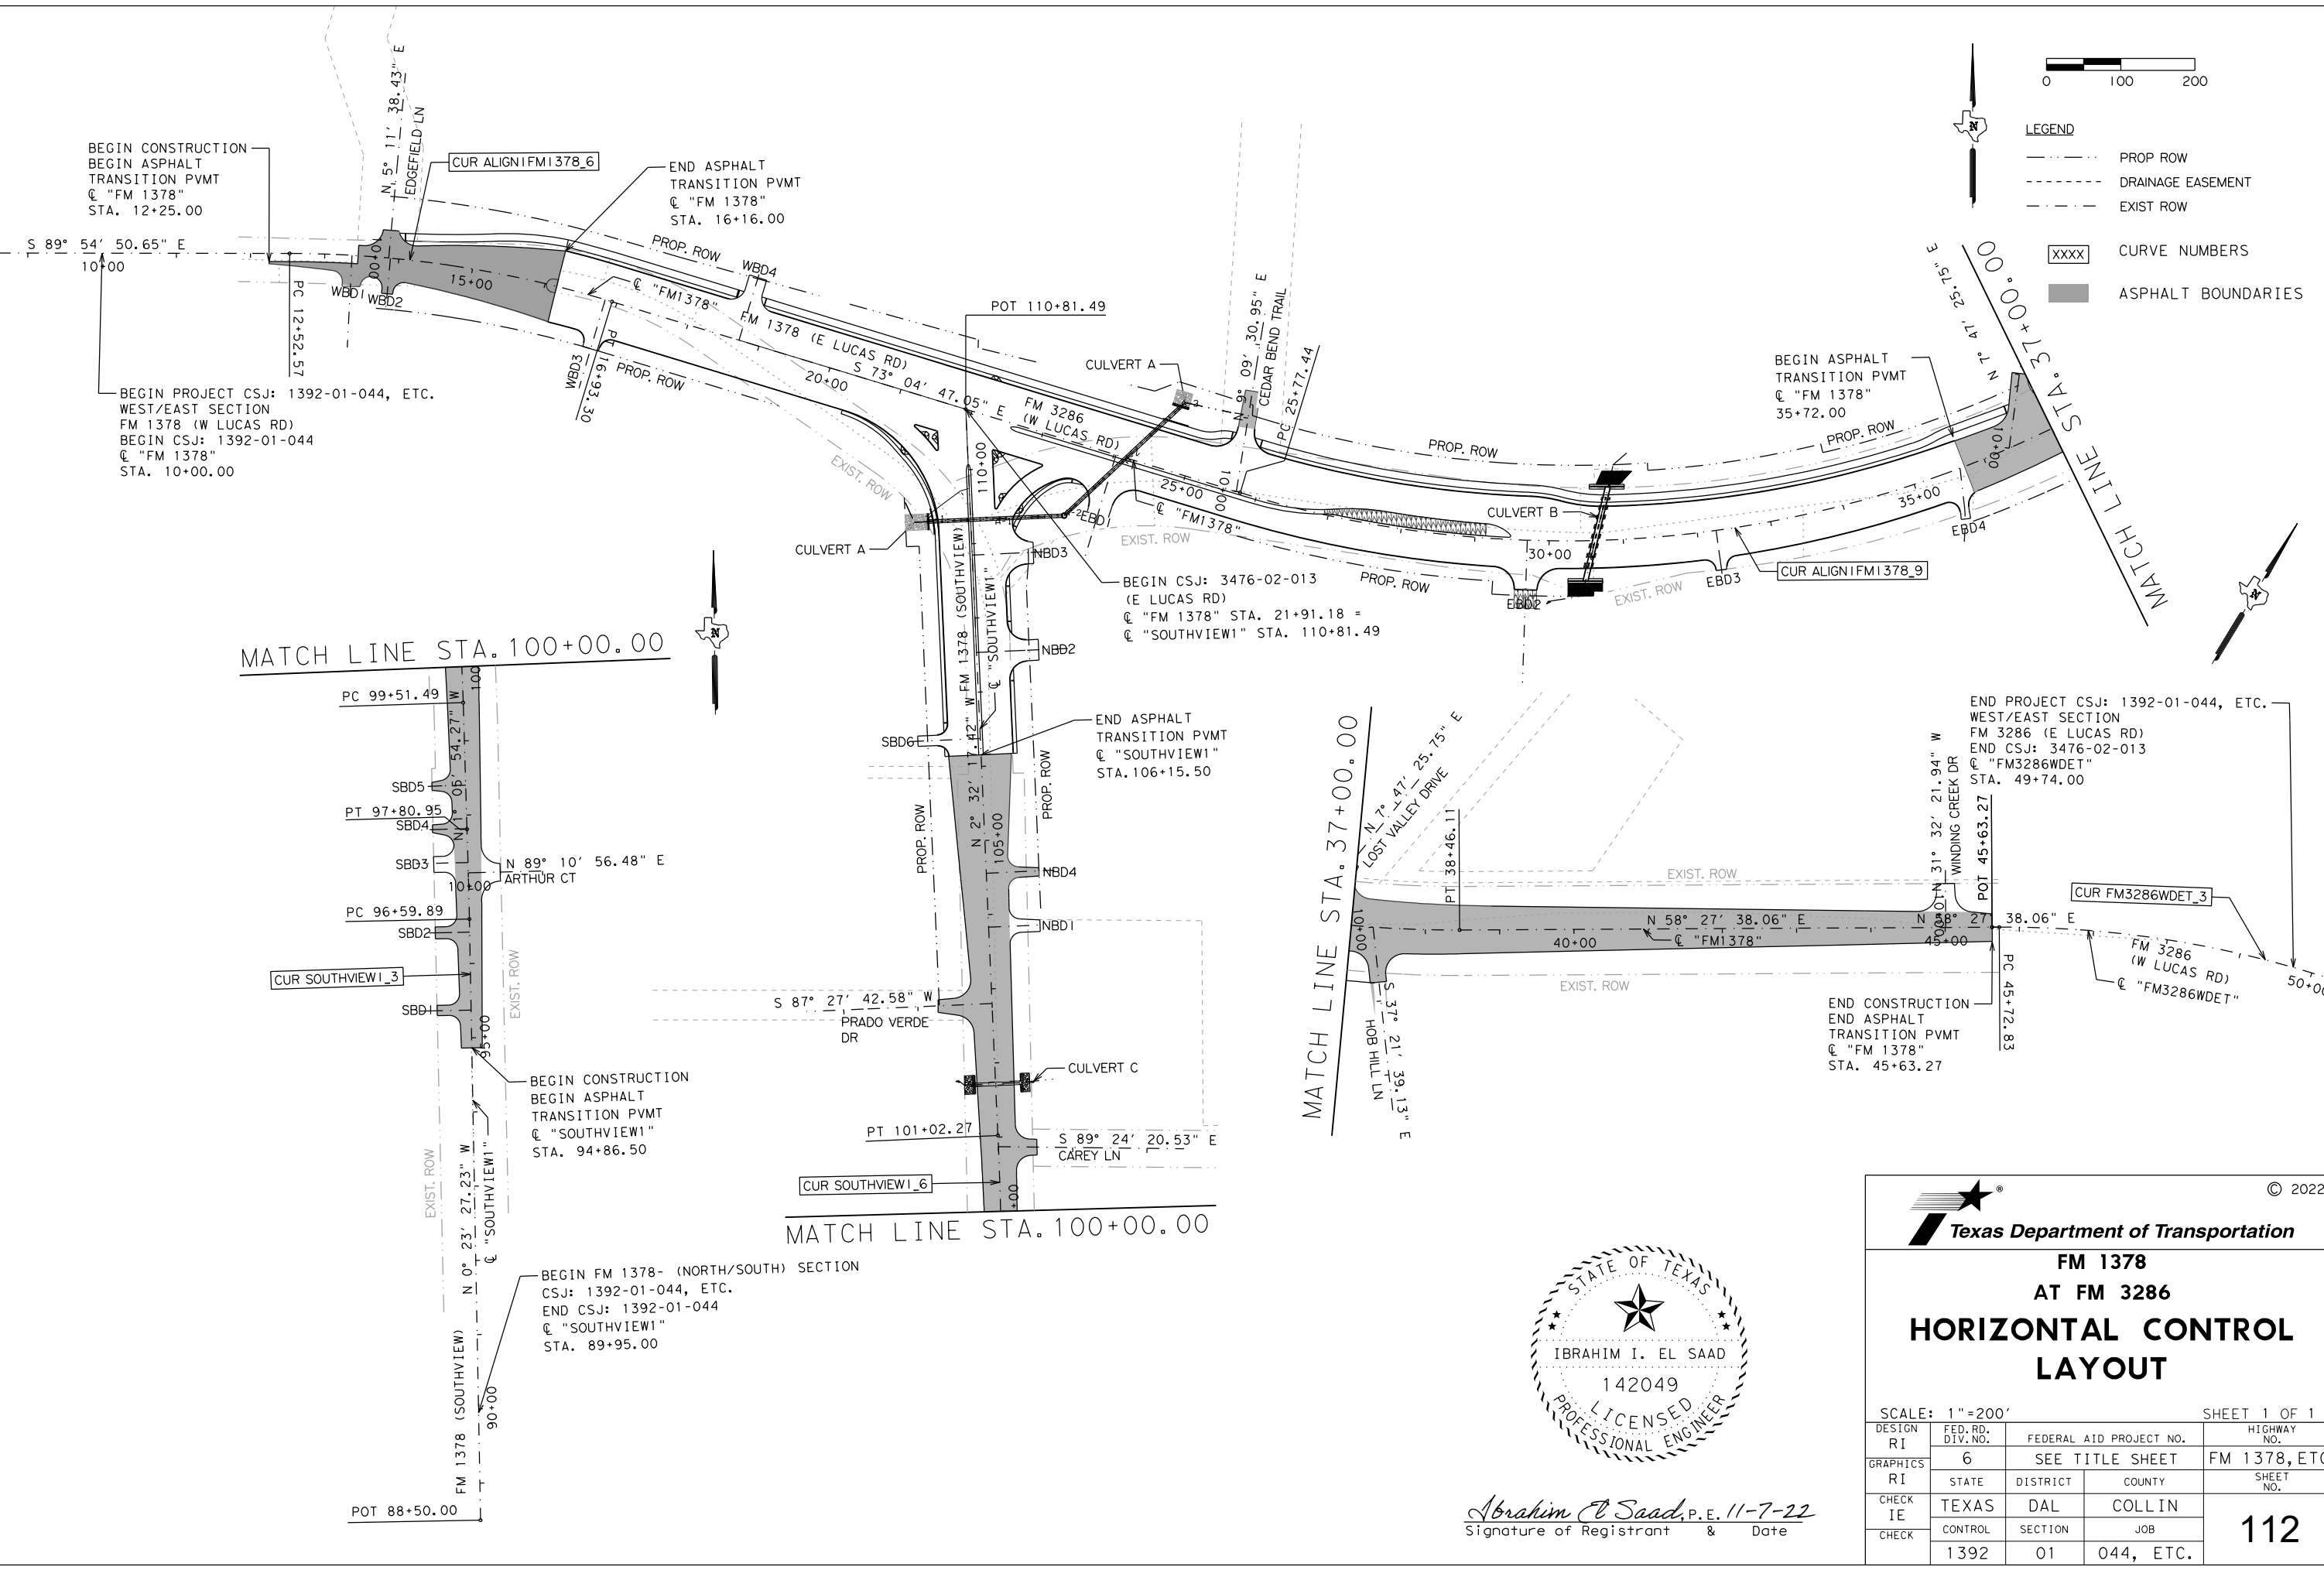 BEGIN CONSTRUCTION
BEGIN ASPHALT
TRANSITION PVMT
℄ "FM 1378"
STA. 12+25.00
S 89° 54' 50.65" E
10+00
N 5° 11' 38.43" E
EDGEFIELD LN
CUR ALIGN1FM1378_6
END ASPHALT
TRANSITION PVMT
℄ "FM 1378"
STA. 16+16.00
PC 12+52.57
WBD1
WBD2
15+00
BEGIN PROJECT CSJ: 1392-01-044, ETC.
WEST/EAST SECTION
FM 1378 (W LUCAS RD)
BEGIN CSJ: 1392-01-044
℄ "FM 1378"
STA. 10+00.00
PROP. ROW
WBD4
℄ "FM1378"
FM 1378 (E LUCAS RD)
S 73° 04' 47.05" E
20+00
WBD3
PT 16+93.30
PROP. ROW
POT 110+81.49
FM 3286
(W LUCAS RD)
CULVERT A
N 9° 09' 30.95" E
CEDAR BEND TRAIL
PC 25+77.44
EXIST. ROW
110+00
25+00
10+00
℄ "FM1378"
EBD1
CULVERT A
NBD3
EXIST. ROW
PROP. ROW
CULVERT B
30+00
PROP. ROW
EBD2
EXIST. ROW
EBD3
CUR ALIGN1FM1378_9
35+00
EBD4
PROP. ROW
10+00
BEGIN ASPHALT
TRANSITION PVMT
℄ "FM 1378"
35+72.00
N 7° 47' 25.75" E
MATCH LINE STA. 37+00.00
0 100 200
LEGEND
PROP ROW
DRAINAGE EASEMENT
EXIST ROW
XXXX CURVE NUMBERS
ASPHALT BOUNDARIES
N
BEGIN CSJ: 3476-02-013
(E LUCAS RD)
℄ "FM 1378" STA. 21+91.18 =
℄ "SOUTHVIEW1" STA. 110+81.49
MATCH LINE STA. 100+00.00
N
PC 99+51.49
100
N 1° 05' 54.27" W
SBD5
PT 97+80.95
SBD4
SBD3
N 89° 10' 56.48" E
ARTHUR CT
10+00
PC 96+59.89
SBD2
CUR SOUTHVIEW1_3
SBD1
95+00
EXIST. ROW
BEGIN CONSTRUCTION
BEGIN ASPHALT
TRANSITION PVMT
℄ "SOUTHVIEW1"
STA. 94+86.50
EXIST. ROW
N 0° 23' 27.23" W
℄ "SOUTHVIEW1"
BEGIN FM 1378- (NORTH/SOUTH) SECTION
CSJ: 1392-01-044, ETC.
END CSJ: 1392-01-044
℄ "SOUTHVIEW1"
STA. 89+95.00
FM 1378 (SOUTHVIEW)
90+00
POT 88+50.00
FM 1378 (SOUTHVIEW)
℄ "SOUTHVIEW1"
NBD2
SBD6
END ASPHALT
TRANSITION PVMT
℄ "SOUTHVIEW1"
STA.106+15.50
N 2° 32' 17.42" W
PROP. ROW
PROP. ROW
105+00
NBD4
NBD1
S 87° 27' 42.58" W
PRADO VERDE
DR
CULVERT C
PT 101+02.27
S 89° 24' 20.53" E
CAREY LN
CUR SOUTHVIEW1_6
+00
MATCH LINE STA. 100+00.00
N
MATCH LINE STA. 37+00.00
N 7° 47' 25.75" E
LOST VALLEY DRIVE
PT 38+46.11
EXIST. ROW
10+00
N 58° 27' 38.06" E
40+00
℄ "FM1378"
EXIST. ROW
S 37° 21' 39.13" E
HOB HILL LN
END PROJECT CSJ: 1392-01-044, ETC.
WEST/EAST SECTION
FM 3286 (E LUCAS RD)
END CSJ: 3476-02-013
℄ "FM3286WDET"
STA. 49+74.00
N 31° 32' 21.94" W
WINDING CREEK DR
10+00
POT 45+63.27
N 58° 27' 38.06" E
45+00
CUR FM3286WDET_3
FM 3286
(W LUCAS RD)
℄ "FM3286WDET"
50+00
PC 45+72.83
END CONSTRUCTION
END ASPHALT
TRANSITION PVMT
℄ "FM 1378"
STA. 45+63.27
STATE OF TEXAS
IBRAHIM I. EL SAAD
142049
LICENSED
PROFESSIONAL ENGINEER
Ibrahim El Saad, P.E. 11-7-22
Signature of Registrant & Date
® © 2022
Texas Department of Transportation
FM 1378
AT FM 3286
HORIZONTAL CONTROL
LAYOUT
SCALE: 1"=200' SHEET 1 OF 1
DESIGN FED.RD. DIV.NO. FEDERAL AID PROJECT NO. HIGHWAY NO.
RI 6 SEE TITLE SHEET FM 1378,ETC
GRAPHICS STATE DISTRICT COUNTY SHEET NO.
RI
CHECK TEXAS DAL COLLIN 112
IE
CHECK CONTROL SECTION JOB
1392 01 044, ETC.